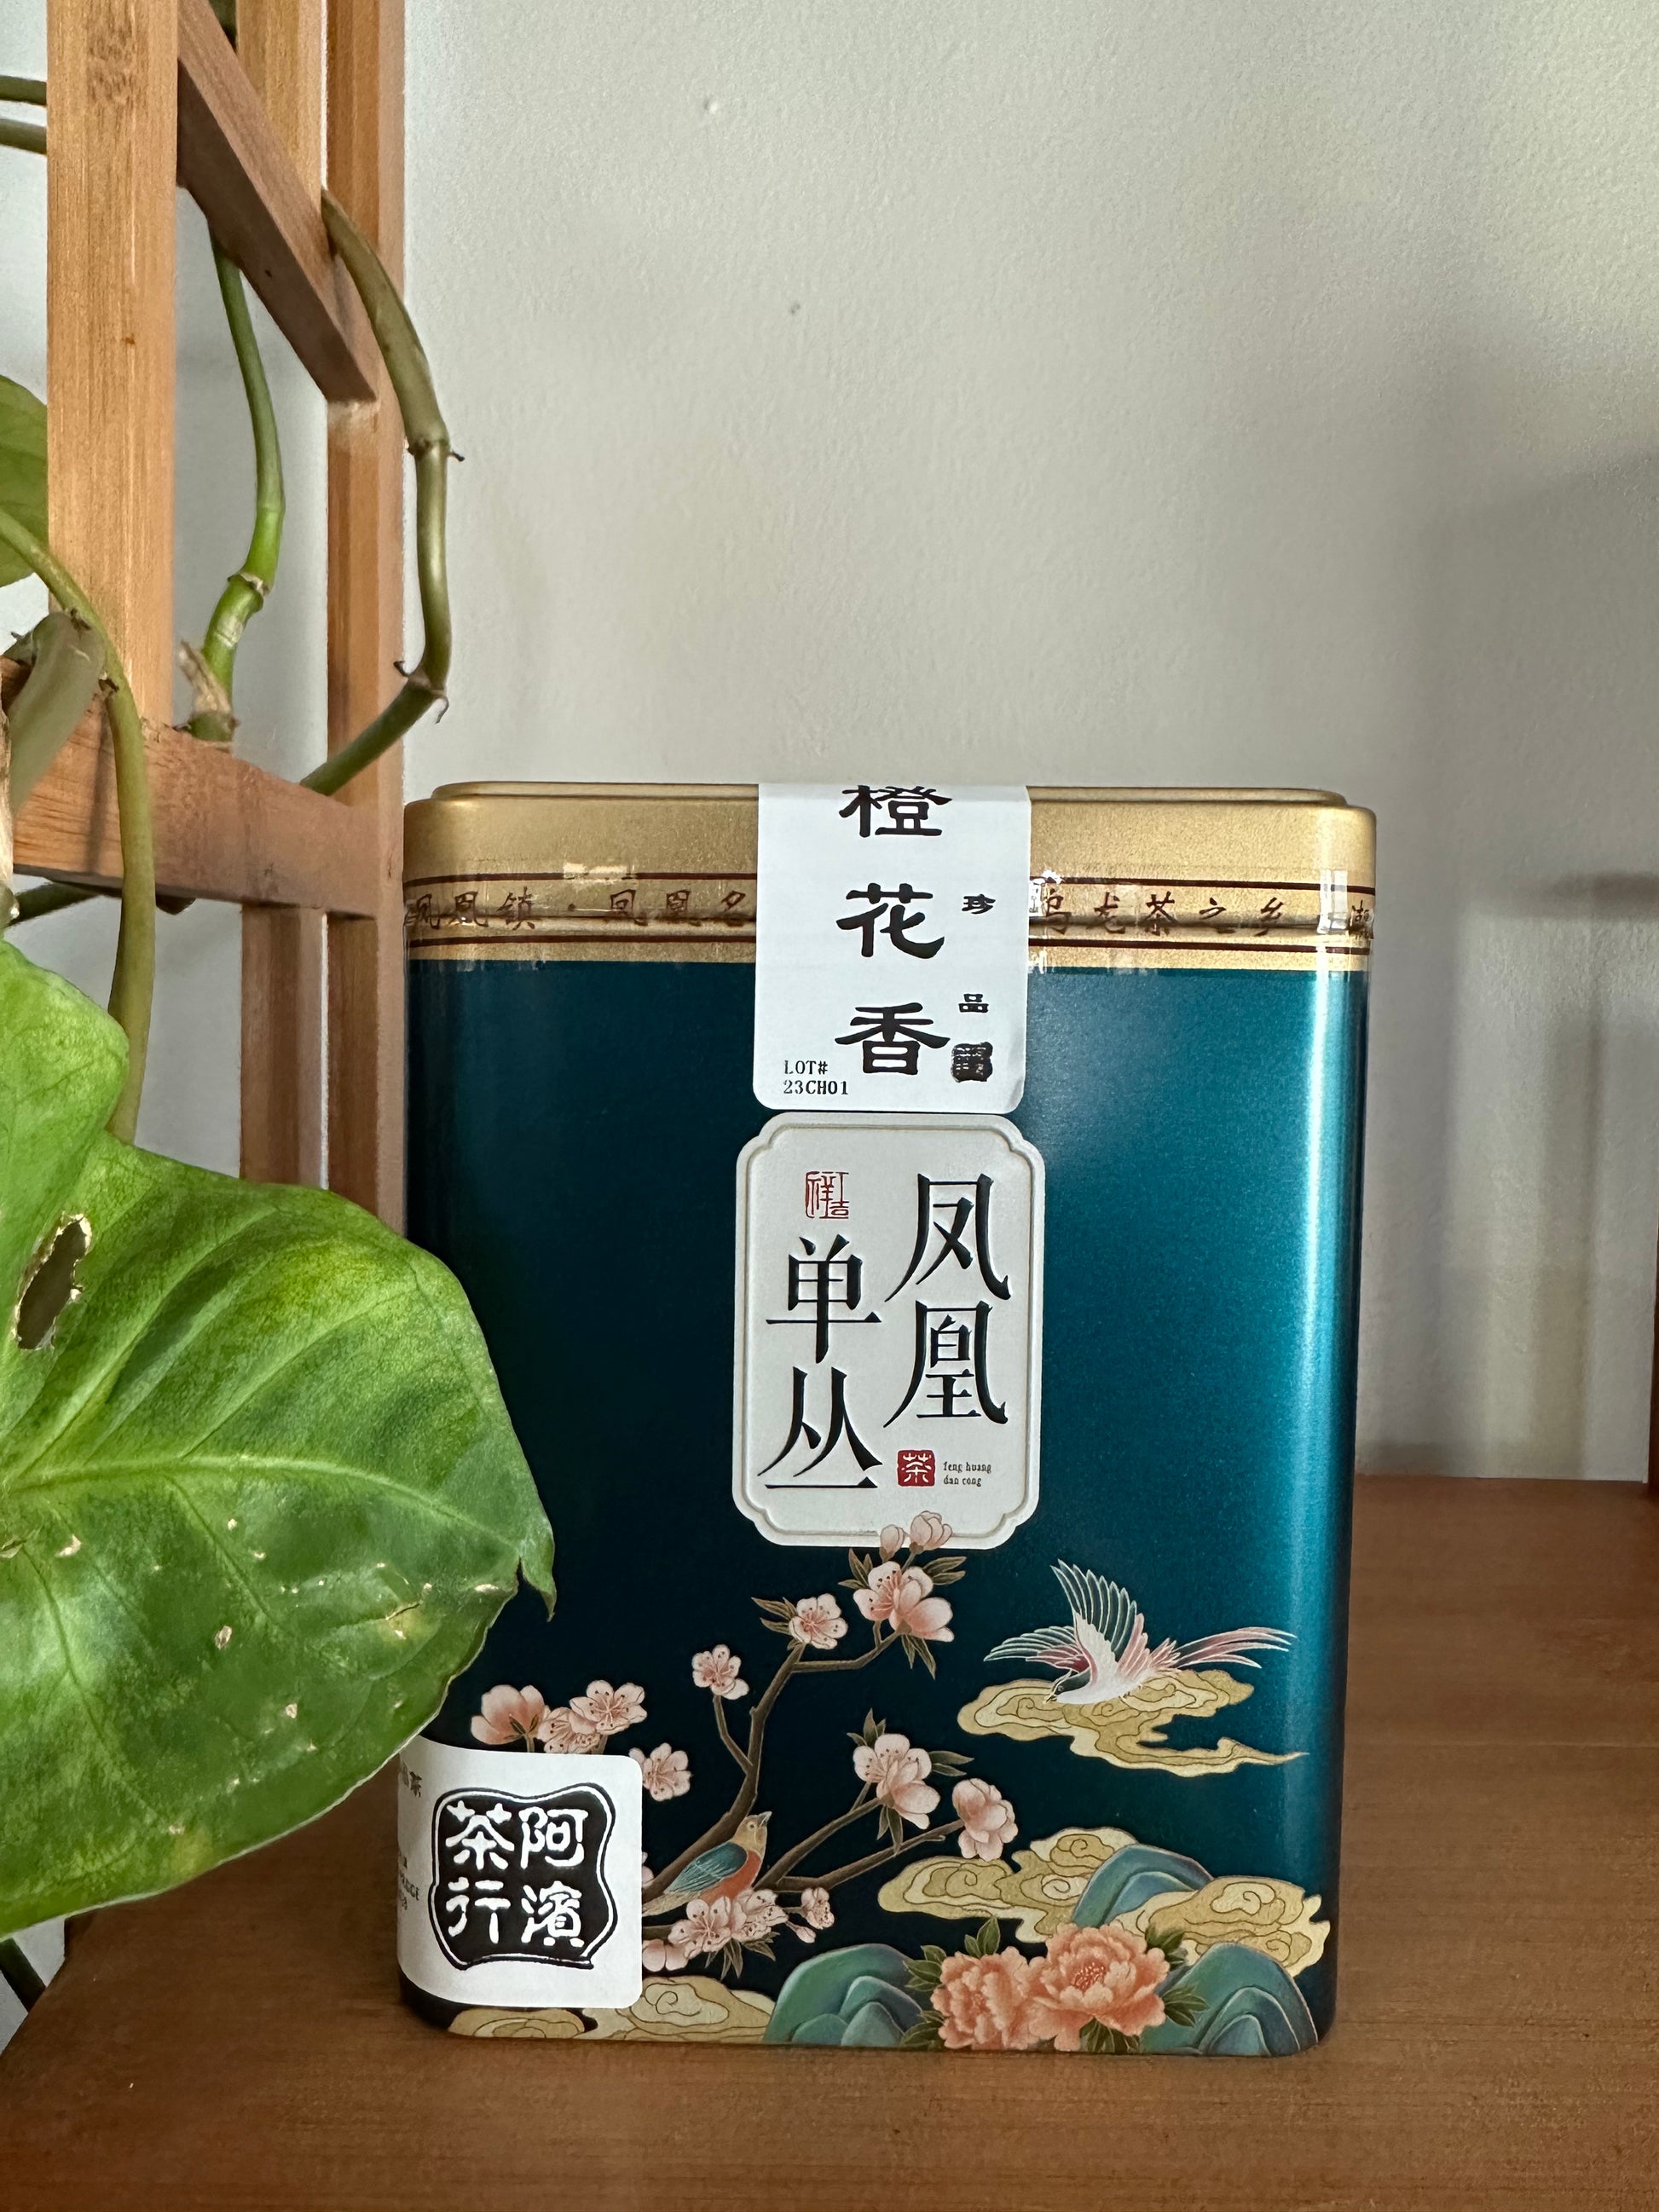 橙花香
珍品
LOT#
23CH01
凤凰镇·凤凰名
乌龙茶之乡
凤凰
单丛
茶
feng huang
dan cong
阿濱
茶行